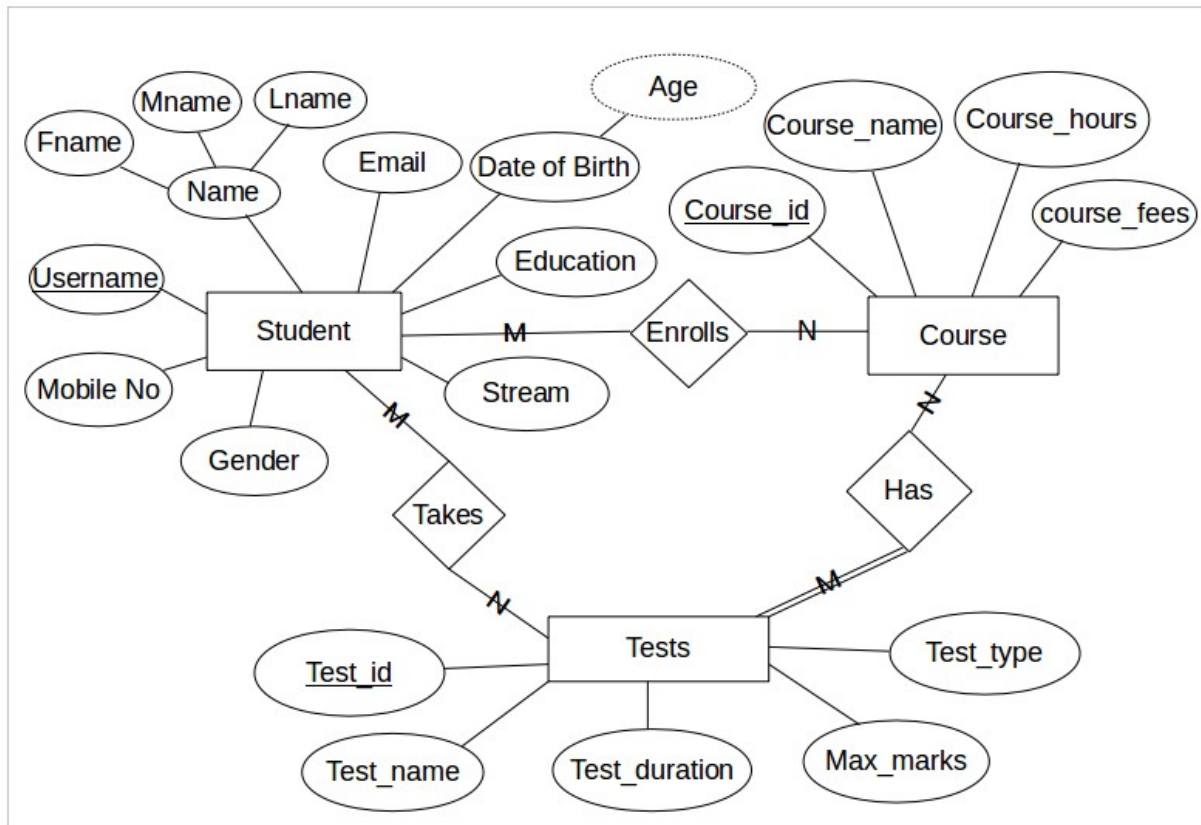 Age
Lname
Mname
Fname
Name
Email
Date of Birth
Course_name
Course_hours
Course_id
course_fees
Username
Education
Student
M
Enrolls
N
Course
Mobile No
Stream
Gender
M
N
Takes
Has
N
M
Tests
Test_id
Test_type
Test_name
Test_duration
Max_marks